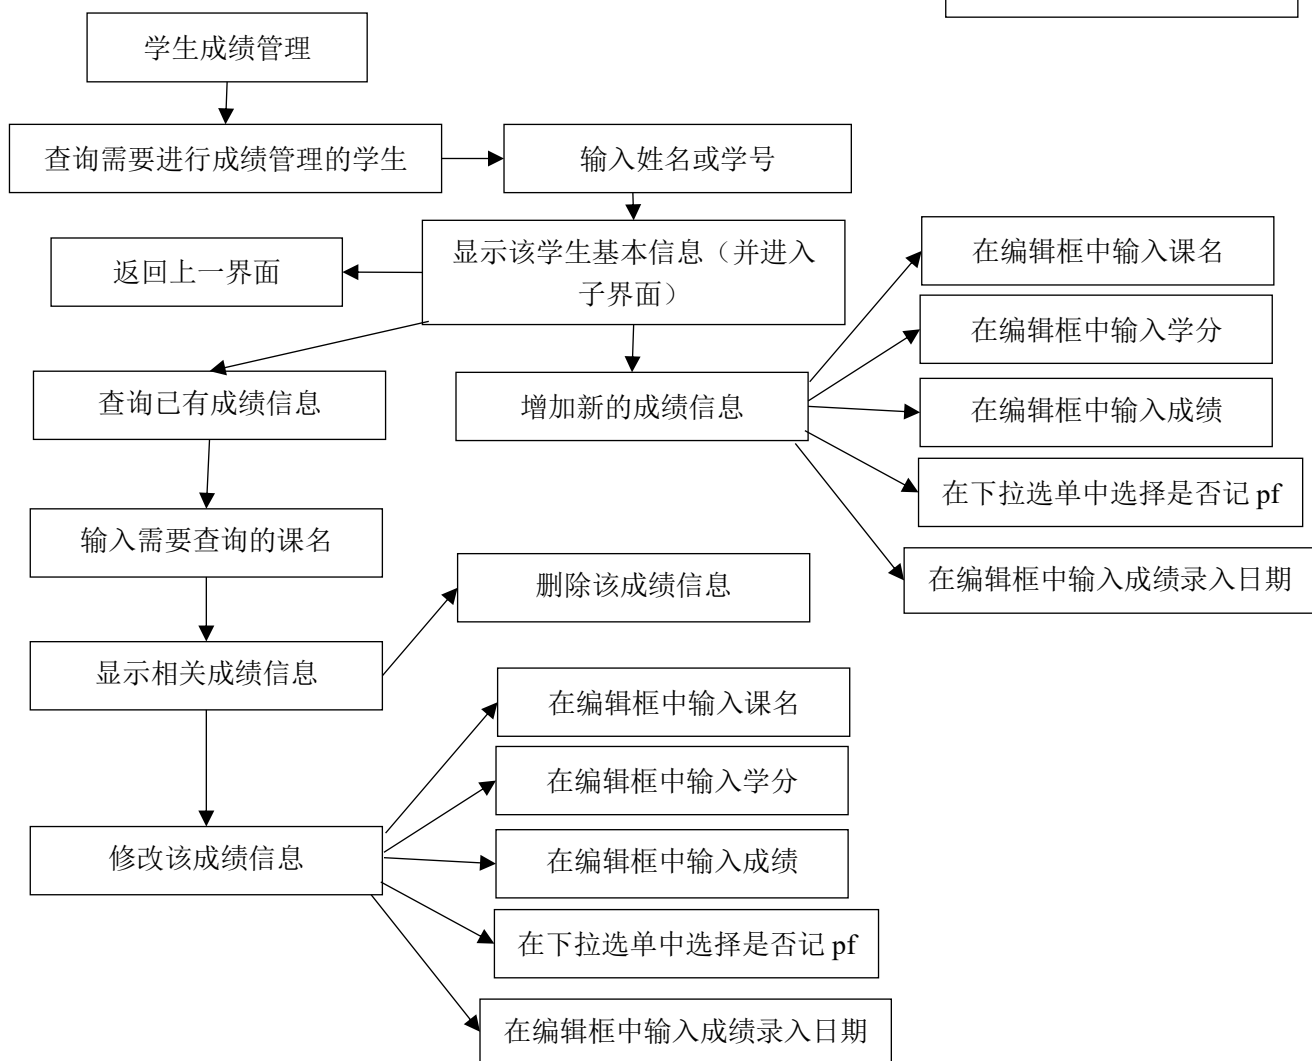 学生成绩管理
查询需要进行成绩管理的学生
输入姓名或学号
显示该学生基本信息（并进入
子界面）
返回上一界面
在编辑框中输入课名
在编辑框中输入学分
在编辑框中输入成绩
在下拉选单中选择是否记 pf
在编辑框中输入成绩录入日期
查询已有成绩信息
增加新的成绩信息
输入需要查询的课名
删除该成绩信息
显示相关成绩信息
在编辑框中输入课名
在编辑框中输入学分
修改该成绩信息
在编辑框中输入成绩
在下拉选单中选择是否记 pf
在编辑框中输入成绩录入日期